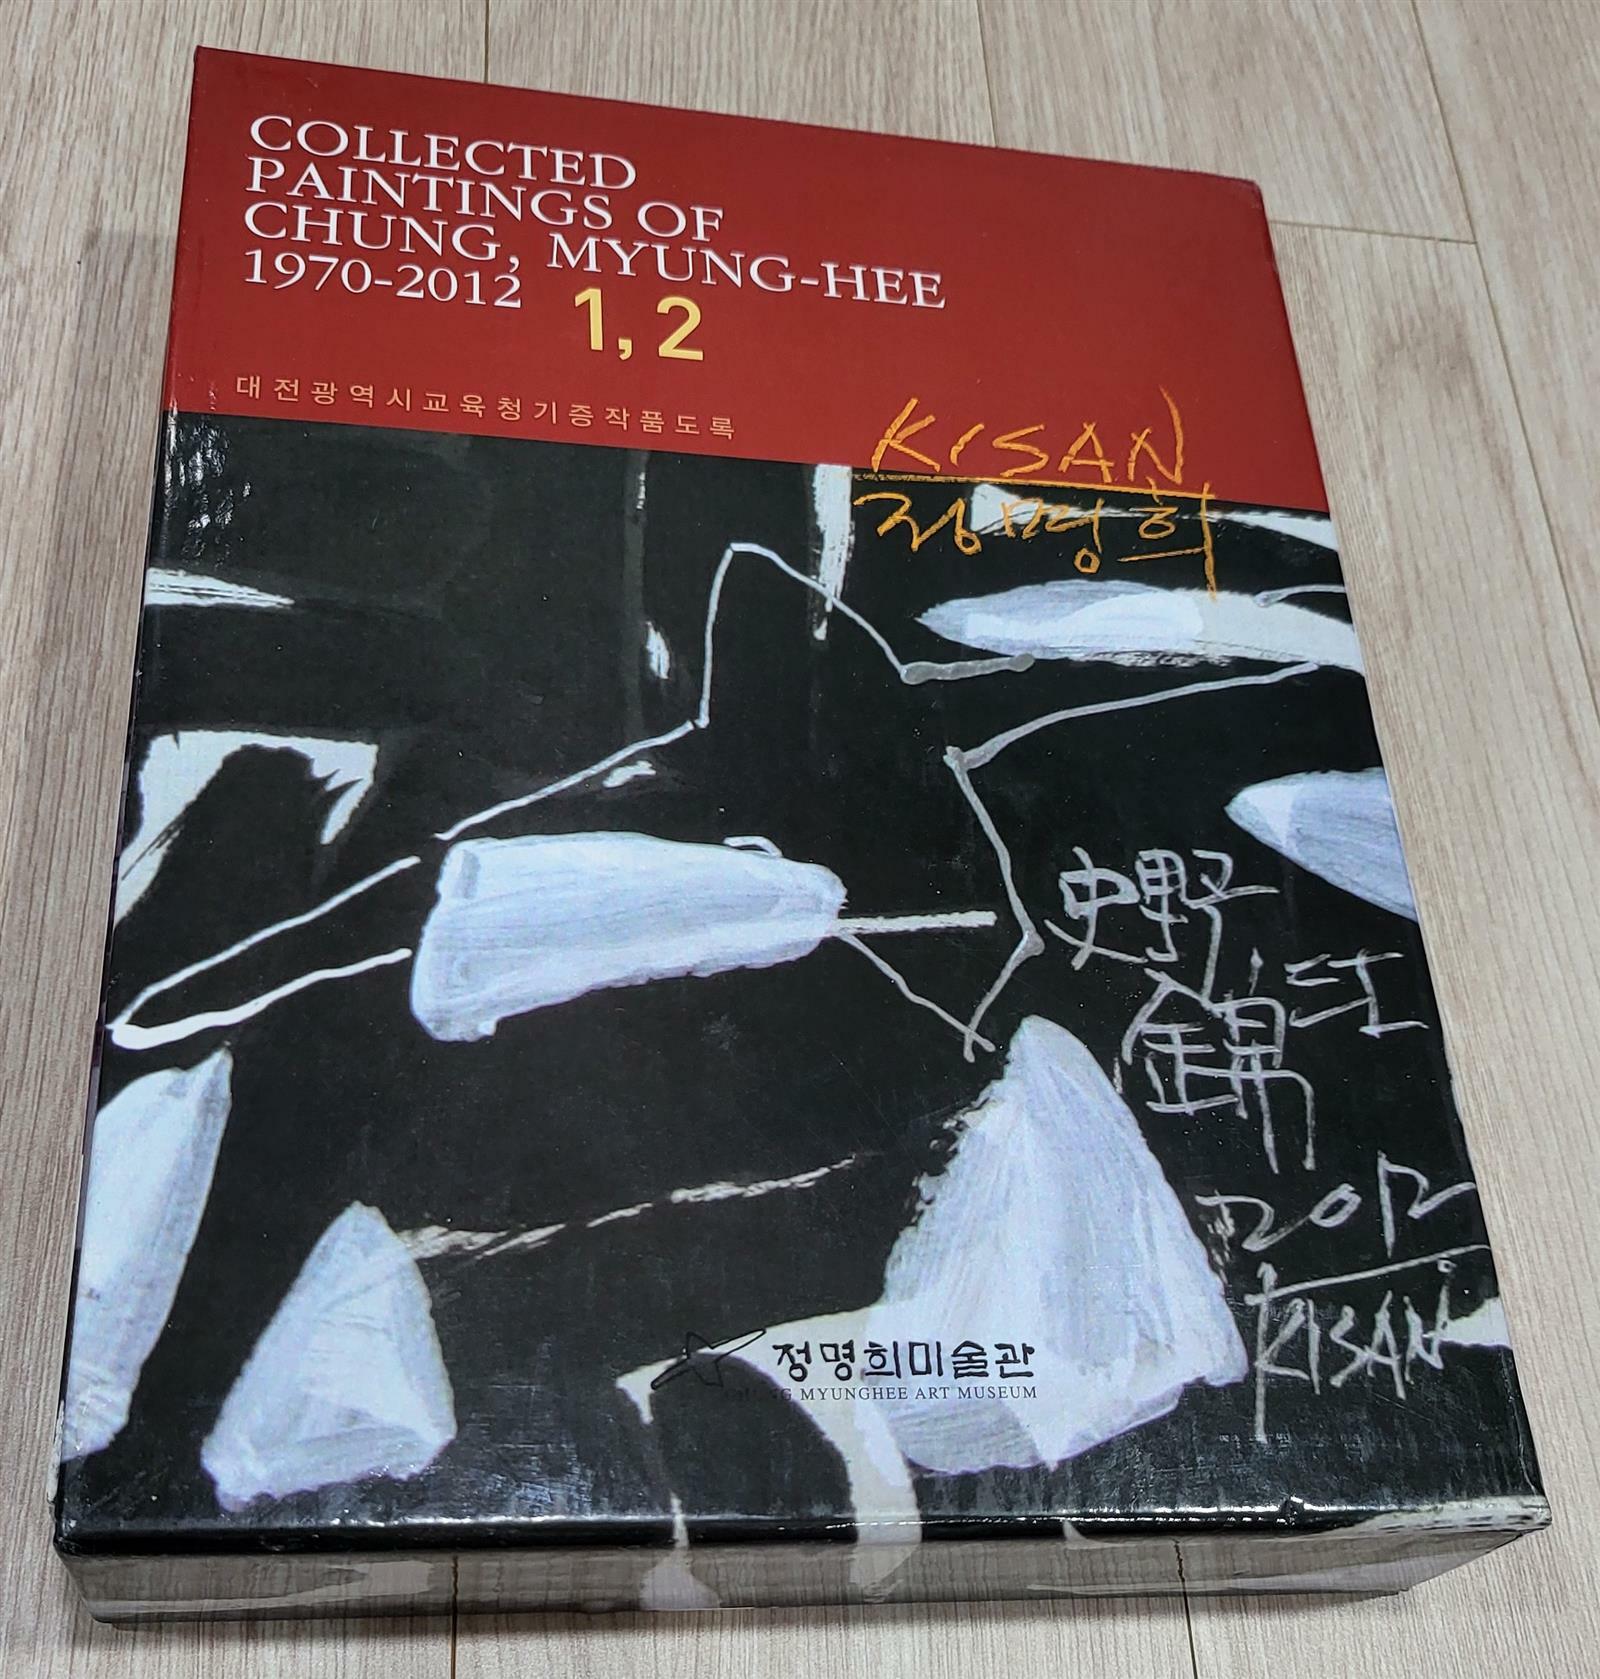 COLLECTED
PAINTINGS OF
CHUNG, MYUNG-HEE
1970-2012
1, 2
대전광역시교육청기증작품도록
KISAN
정명희
錦江
2012
KISAN
정명희미술관
CHUNG MYUNGHEE ART MUSEUM